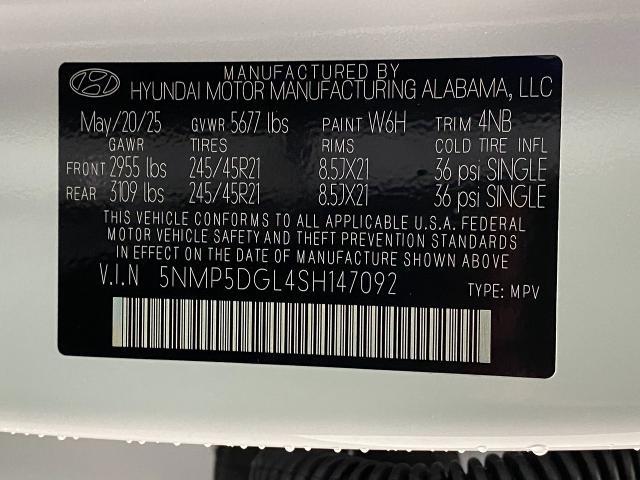 MANUFACTURED BY
HYUNDAI MOTOR MANUFACTURING ALABAMA, LLC
May/20/25 GVWR 5677 lbs PAINT W6H TRIM 4NB
GAWR TIRES RIMS COLD TIRE INFL
FRONT 2955 lbs 245/45R21 8.5JX21 36 psi SINGLE
REAR 3109 lbs 245/45R21 8.5JX21 36 psi SINGLE
THIS VEHICLE CONFORMS TO ALL APPLICABLE U.S.A. FEDERAL
MOTOR VEHICLE SAFETY AND THEFT PREVENTION STANDARDS
IN EFFECT ON THE DATE OF MANUFACTURE SHOWN ABOVE
V.I.N 5NMP5DGL4SH147092 TYPE: MPV